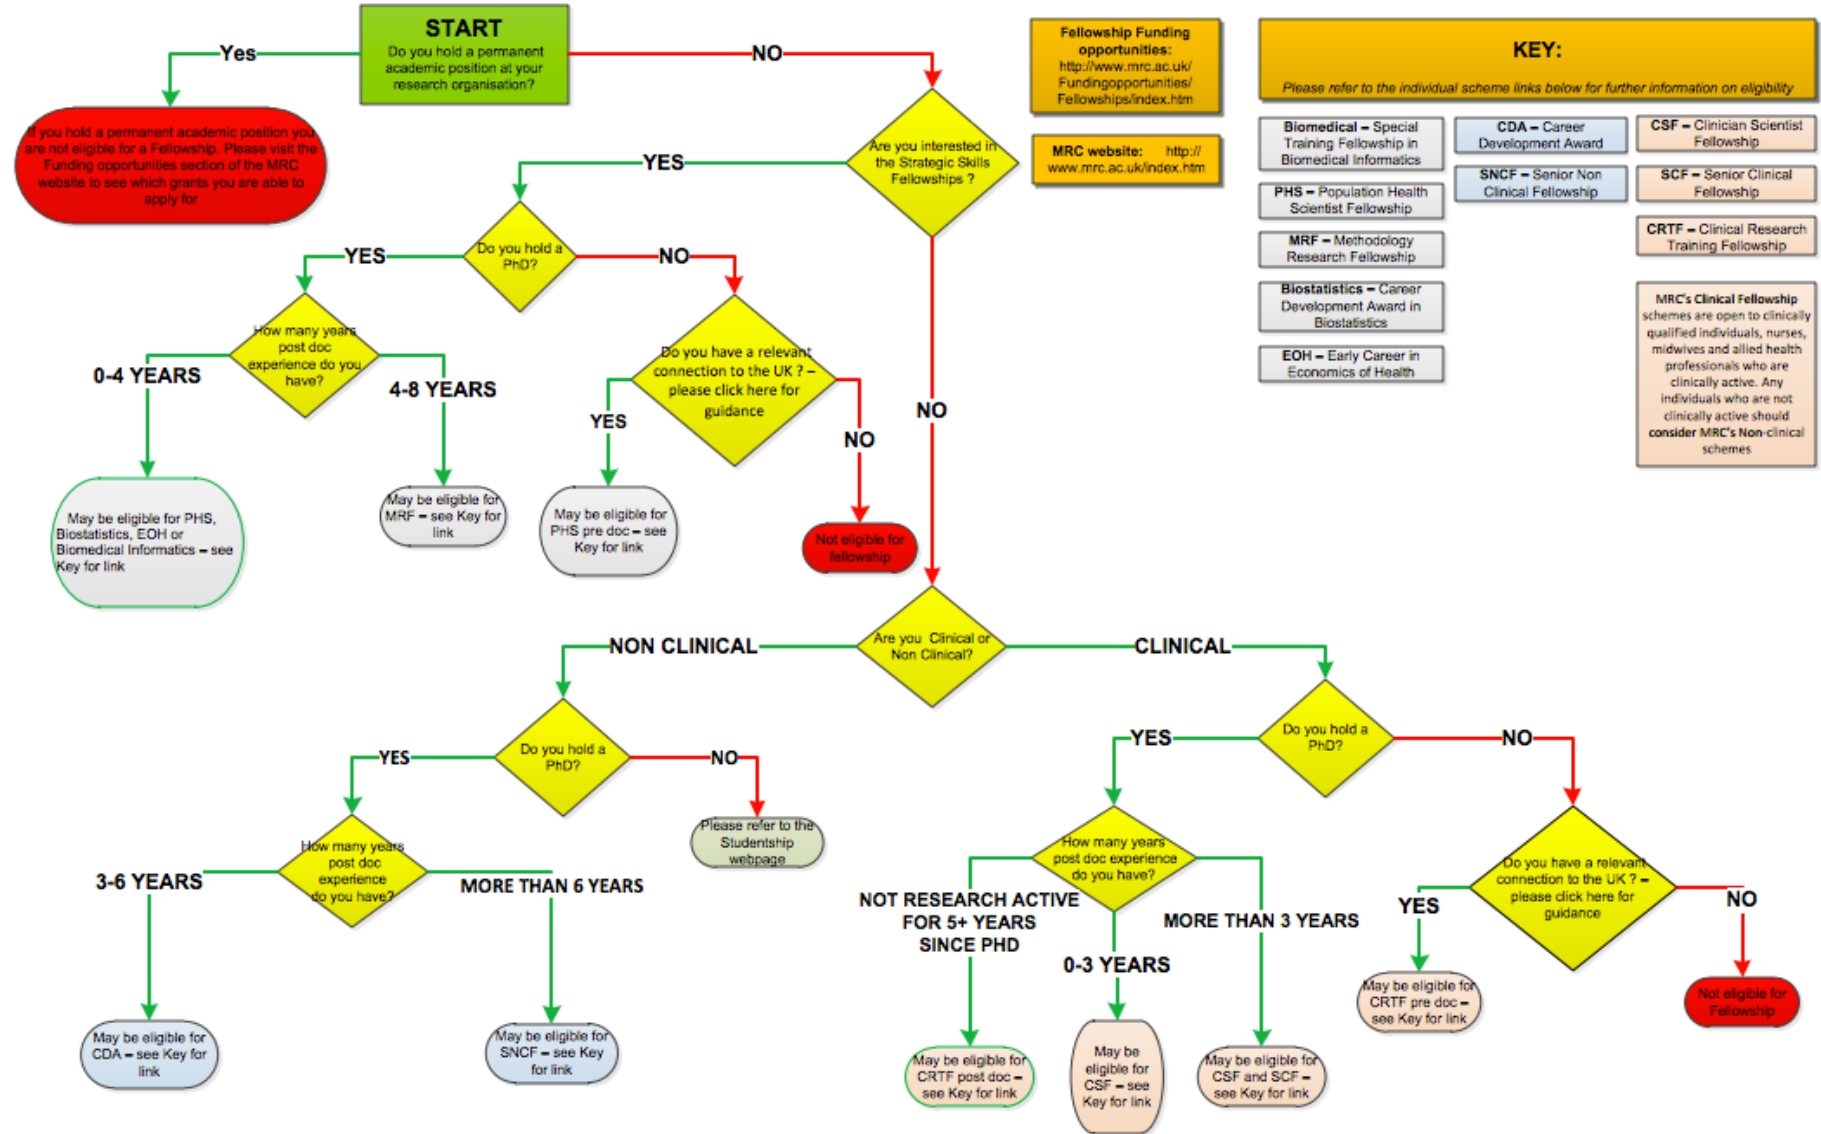 START
Do you hold a permanent
academic position at your
research organisation?
Yes
NO
If you hold a permanent academic position you
are not eligible for a Fellowship. Please visit the
Funding opportunities section of the MRC
website to see which grants you are able to
apply for
Are you interested in
the Strategic Skills
Fellowships ?
YES
NO
Do you hold a
PhD?
YES
NO
How many years
post doc
experience do you
have?
0-4 YEARS
4-8 YEARS
Do you have a relevant
connection to the UK ? –
please click here for
guidance
YES
NO
May be eligible for PHS,
Biostatistics, EOH or
Biomedical Informatics – see
Key for link
May be eligible for
MRF – see Key for
link
May be eligible for
PHS pre doc – see
Key for link
Not eligible for
fellowship
Fellowship Funding
opportunities:
http://www.mrc.ac.uk/
Fundingopportunities/
Fellowships/index.htm
MRC website: http://
www.mrc.ac.uk/index.htm
KEY:
Please refer to the individual scheme links below for further information on eligibility
Biomedical – Special
Training Fellowship in
Biomedical Informatics
PHS – Population Health
Scientist Fellowship
MRF – Methodology
Research Fellowship
Biostatistics – Career
Development Award in
Biostatistics
EOH – Early Career in
Economics of Health
CDA – Career
Development Award
SNCF – Senior Non
Clinical Fellowship
CSF – Clinician Scientist
Fellowship
SCF – Senior Clinical
Fellowship
CRTF – Clinical Research
Training Fellowship
MRC's Clinical Fellowship
schemes are open to clinically
qualified individuals, nurses,
midwives and allied health
professionals who are
clinically active. Any
individuals who are not
clinically active should
consider MRC's Non-clinical
schemes
Are you Clinical or
Non Clinical?
NON CLINICAL
CLINICAL
Do you hold a
PhD?
YES
NO
Please refer to the
Studentship
webpage
How many years
post doc
experience
do you have?
3-6 YEARS
MORE THAN 6 YEARS
May be eligible for
CDA – see Key for
link
May be eligible for
SNCF – see Key
for link
Do you hold a
PhD?
YES
NO
How many years
post doc experience
do you have?
NOT RESEARCH ACTIVE
FOR 5+ YEARS
SINCE PHD
0-3 YEARS
MORE THAN 3 YEARS
Do you have a relevant
connection to the UK ? –
please click here for
guidance
YES
NO
May be eligible for
CRTF post doc –
see Key for link
May be
eligible for
CSF – see
Key for link
May be eligible for
CSF and SCF –
see Key for link
May be eligible for
CRTF pre doc –
see Key for link
Not eligible for
Fellowship